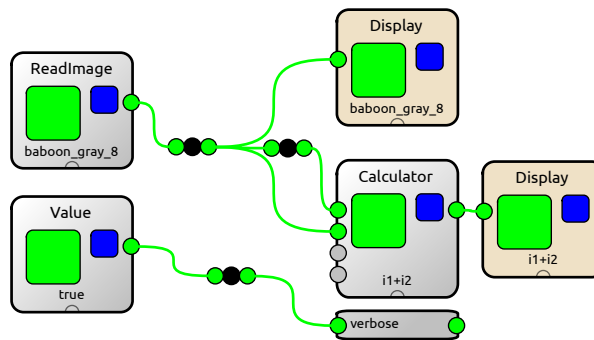 ReadImage
baboon_gray_8
Display
baboon_gray_8
Value
true
Calculator
i1+i2
Display
i1+i2
verbose